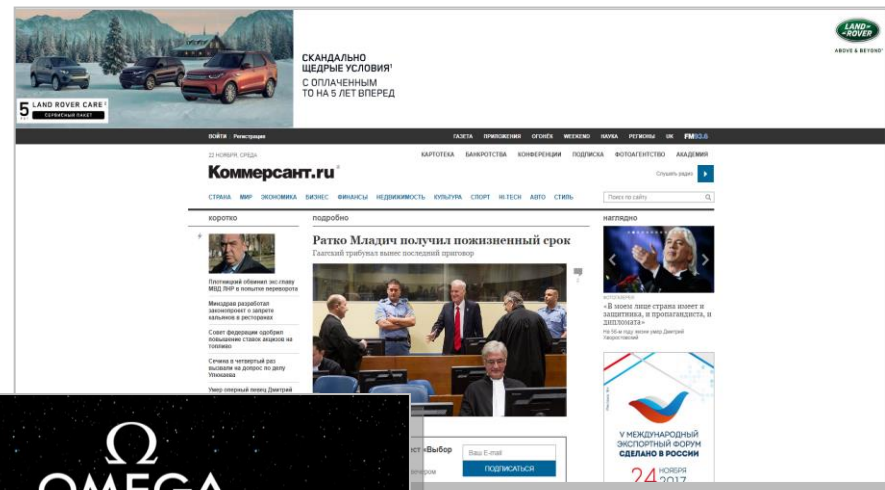 СКАНДАЛЬНО
ЩЕДРЫЕ УСЛОВИЯ¹
С ОПЛАЧЕННЫМ
ТО НА 5 ЛЕТ ВПЕРЕД
LAND-
-ROVER
ABOVE & BEYOND
5 LAND ROVER CARE
СЕРВИСНЫЙ ПАКЕТ
ВОЙТИ Регистрация
ГАЗЕТА ПРИЛОЖЕНИЯ ОГОНЁК WEEKEND НАУКА РЕГИОНЫ UK FM93.6
22 НОЯБРЯ, СРЕДА
КАРТОТЕКА БАНКРОТСТВА КОНФЕРЕНЦИИ ПОДПИСКА ФОТОАГЕНТСТВО АКАДЕМИЯ
Коммерсант.ru®
Слушать радио
СТРАНА МИР ЭКОНОМИКА БИЗНЕС ФИНАНСЫ НЕДВИЖИМОСТЬ КУЛЬТУРА СПОРТ HI-TECH АВТО СТИЛЬ
Поиск по сайту
коротко
Плотницкий обвинил экс-главу
МВД ЛНР в попытке переворота
Минздрав разработал
законопроект о запрете
кальянов в ресторанах
Совет федерации одобрил
повышение ставок акцизов на
топливо
Сечина в четвертый раз
вызвали на допрос по делу
Улюкаева
Умер оперный певец Дмитрий
подробно
Ратко Младич получил пожизненный срок
Гаагский трибунал вынес последний приговор
наглядно
ФОТОГАЛЕРЕЯ
«В моем лице страна имеет и
защитника, и пропагандиста, и
дипломата»
На 56-м году жизни умер Дмитрий
Хворостовский
V МЕЖДУНАРОДНЫЙ
ЭКСПОРТНЫЙ ФОРУМ
СДЕЛАНО В РОССИИ
24 НОЯБРЯ
2017
«Выбор
Ваш E-mail
ПОДПИСАТЬСЯ
Ω
OMEGA